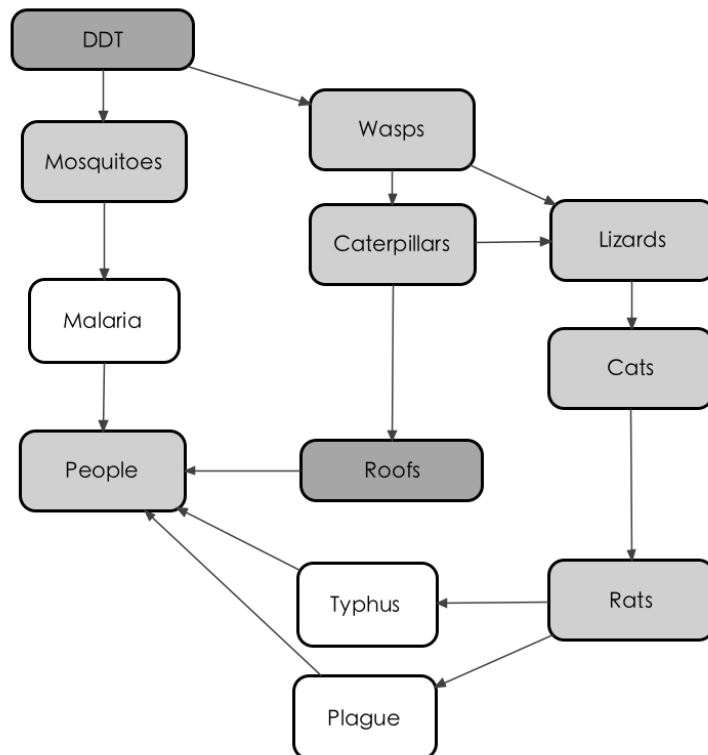 DDT
Wasps
Mosquitoes
Caterpillars
Lizards
Malaria
Cats
People
Roofs
Typhus
Rats
Plague